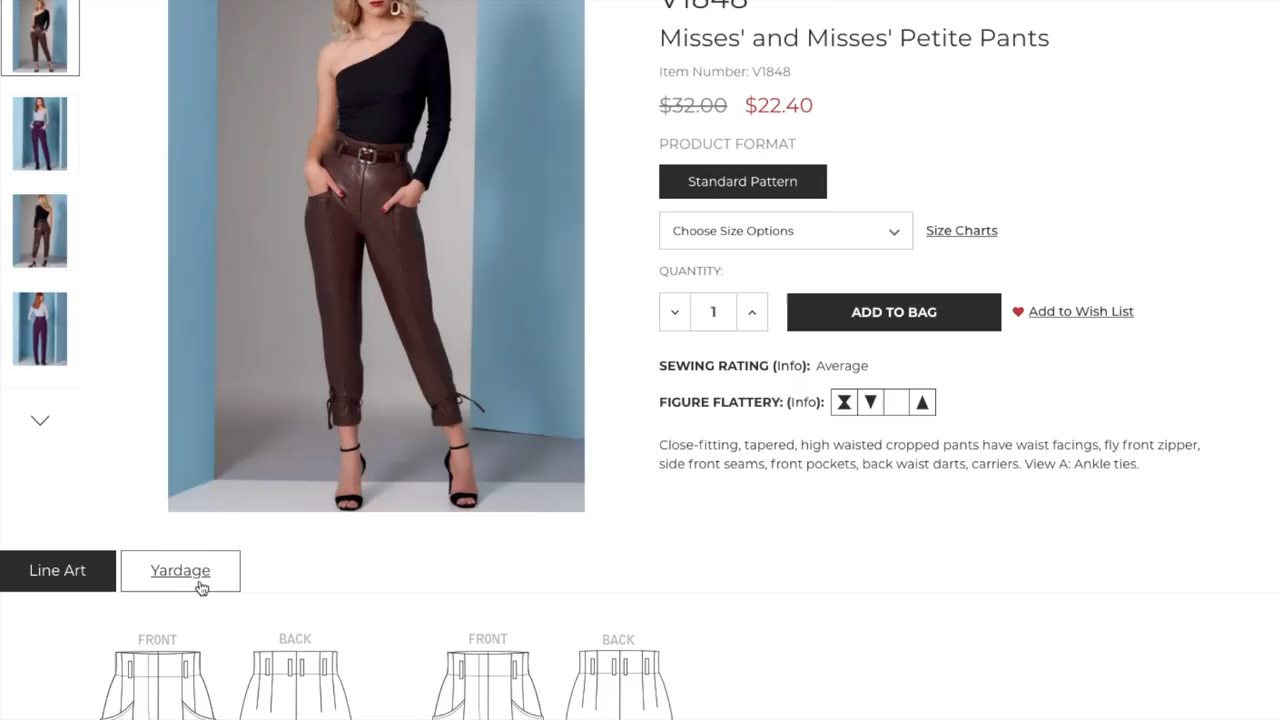 V1848
Misses' and Misses' Petite Pants
Item Number: V1848
$32.00 $22.40
PRODUCT FORMAT
Standard Pattern
Choose Size Options Size Charts
QUANTITY:
1 ADD TO BAG Add to Wish List
SEWING RATING (Info): Average
FIGURE FLATTERY: (Info):
Close-fitting, tapered, high waisted cropped pants have waist facings, fly front zipper,
side front seams, front pockets, back waist darts, carriers. View A: Ankle ties.
Line Art Yardage
FRONT BACK FRONT BACK